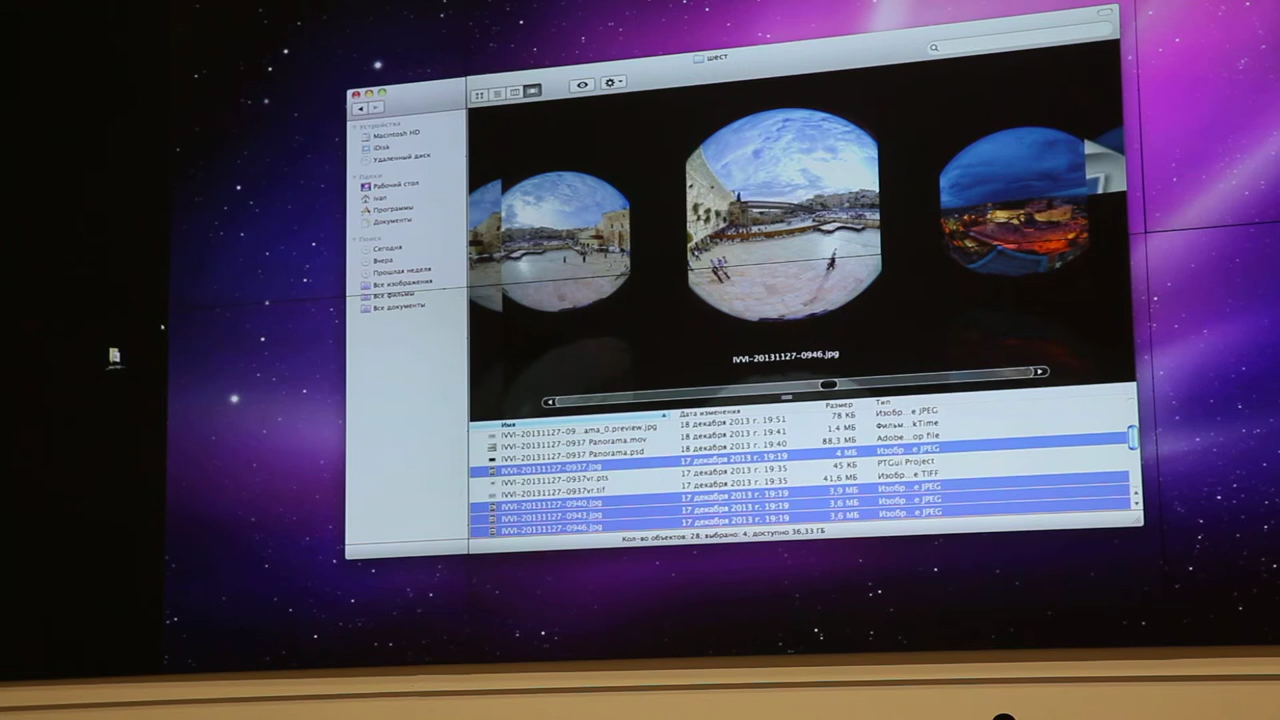 шест
Устройства
Macintosh HD
iDisk
Удаленный диск
Папки
Рабочий стол
ivan
Программы
Документы
Поиск
Сегодня
Вчера
Прошлая неделя
Все изображения
Все фильмы
Все документы
IVVI-20131127-0946.jpg
Имя Дата изменения Размер Тип
IVVI-20131127-09...ama_0.preview.jpg 18 декабря 2013 г. 19:51 78 КБ Изобр...е JPEG
IVVI-20131127-0937 Panorama.mov 18 декабря 2013 г. 19:41 1,4 МБ Фильм...kTime
IVVI-20131127-0937 Panorama.psd 18 декабря 2013 г. 19:40 88,3 МБ Adobe...op file
IVVI-20131127-0937.jpg 17 декабря 2013 г. 19:19 4 МБ Изобр...е JPEG
IVVI-20131127-0937vr.pts 17 декабря 2013 г. 19:35 45 КБ PTGui Project
IVVI-20131127-0937vr.tif 17 декабря 2013 г. 19:35 41,6 МБ Изобр...е TIFF
IVVI-20131127-0940.jpg 17 декабря 2013 г. 19:19 3,9 МБ Изобр...е JPEG
IVVI-20131127-0943.jpg 17 декабря 2013 г. 19:19 3,6 МБ Изобр...е JPEG
IVVI-20131127-0946.jpg 17 декабря 2013 г. 19:19 3,6 МБ Изобр...е JPEG
Кол-во объектов: 28; выбрано: 4; доступно 36,33 ГБ